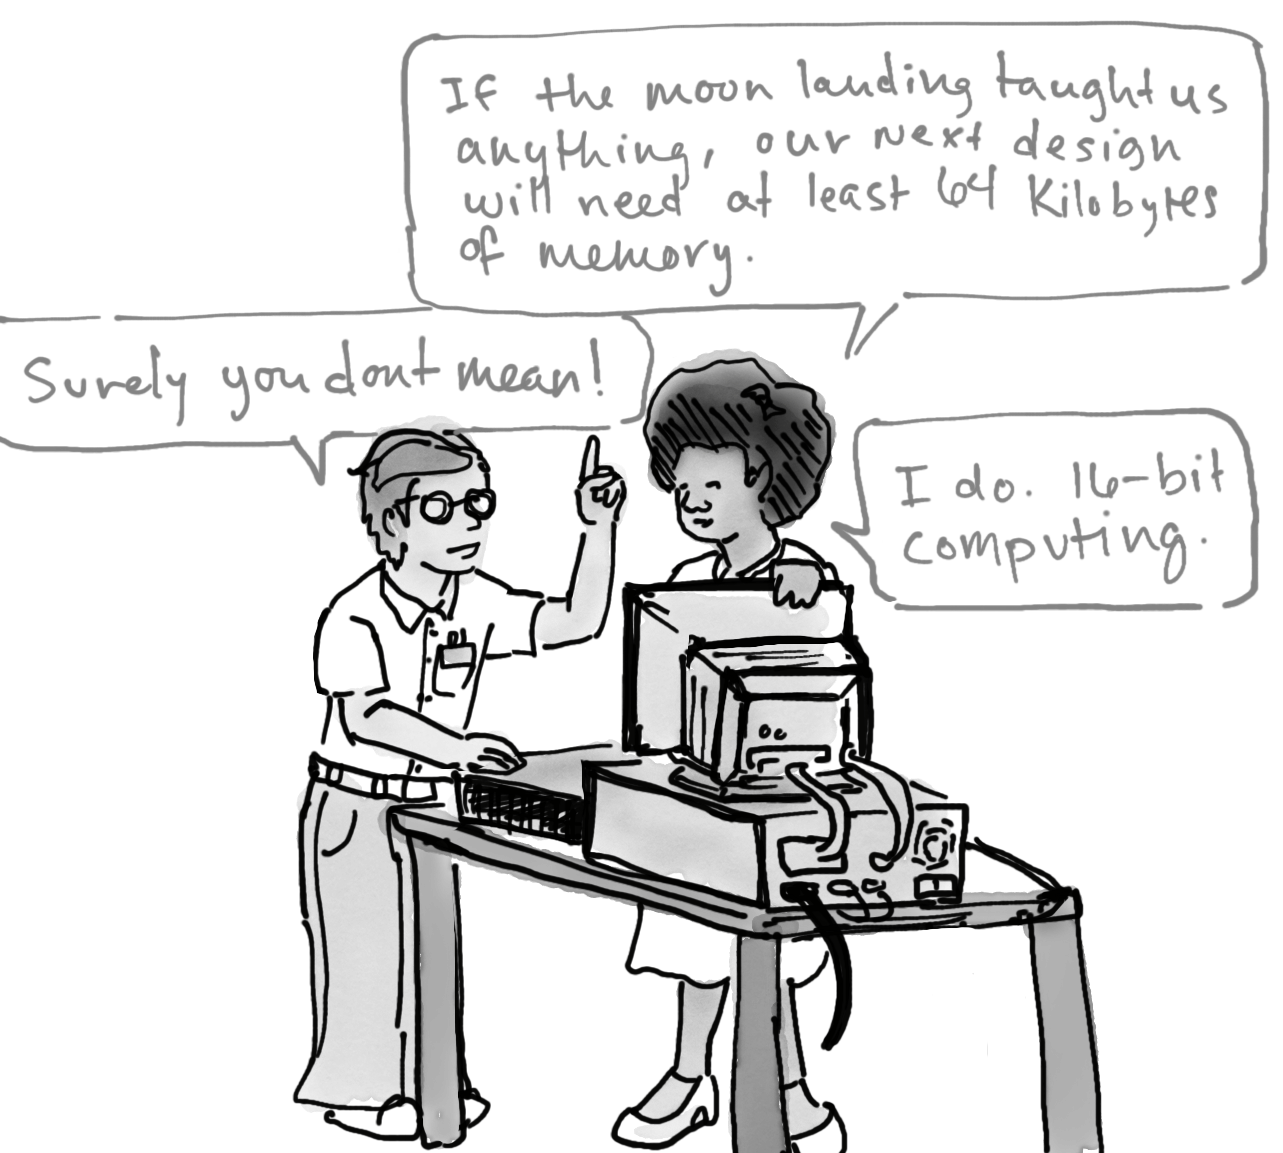 If the moon landing taught us
anything, our next design
will need at least 64 Kilobytes
of memory.
Surely you dont mean!
I do. 16-bit
computing.